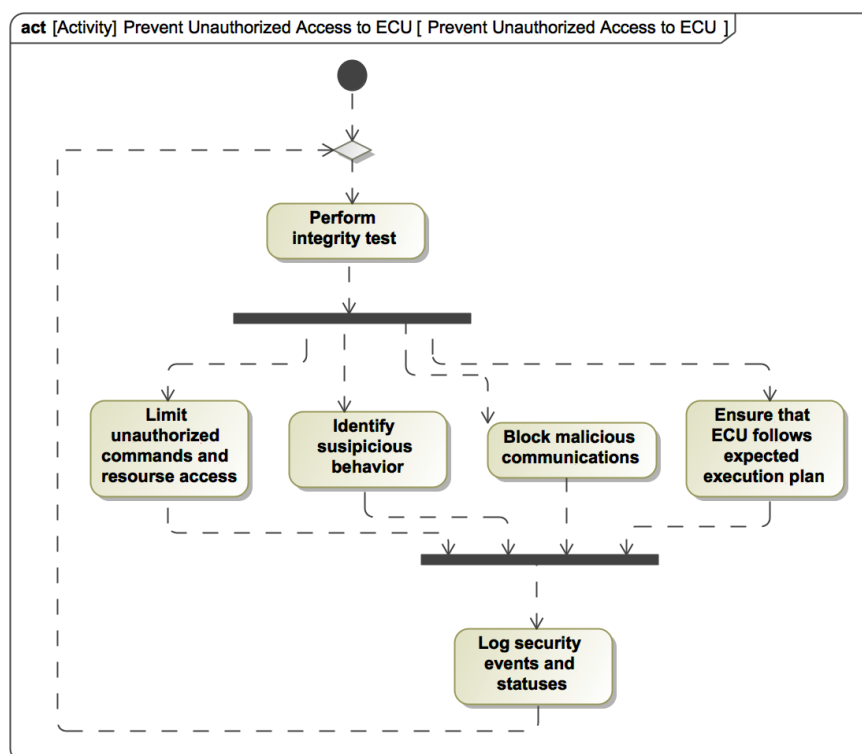 act [Activity] Prevent Unauthorized Access to ECU [ Prevent Unauthorized Access to ECU ]
Perform
integrity test
Limit
unauthorized
commands and
resourse access
Identify
susipicious
behavior
Block malicious
communications
Ensure that
ECU follows
expected
execution plan
Log security
events and
statuses